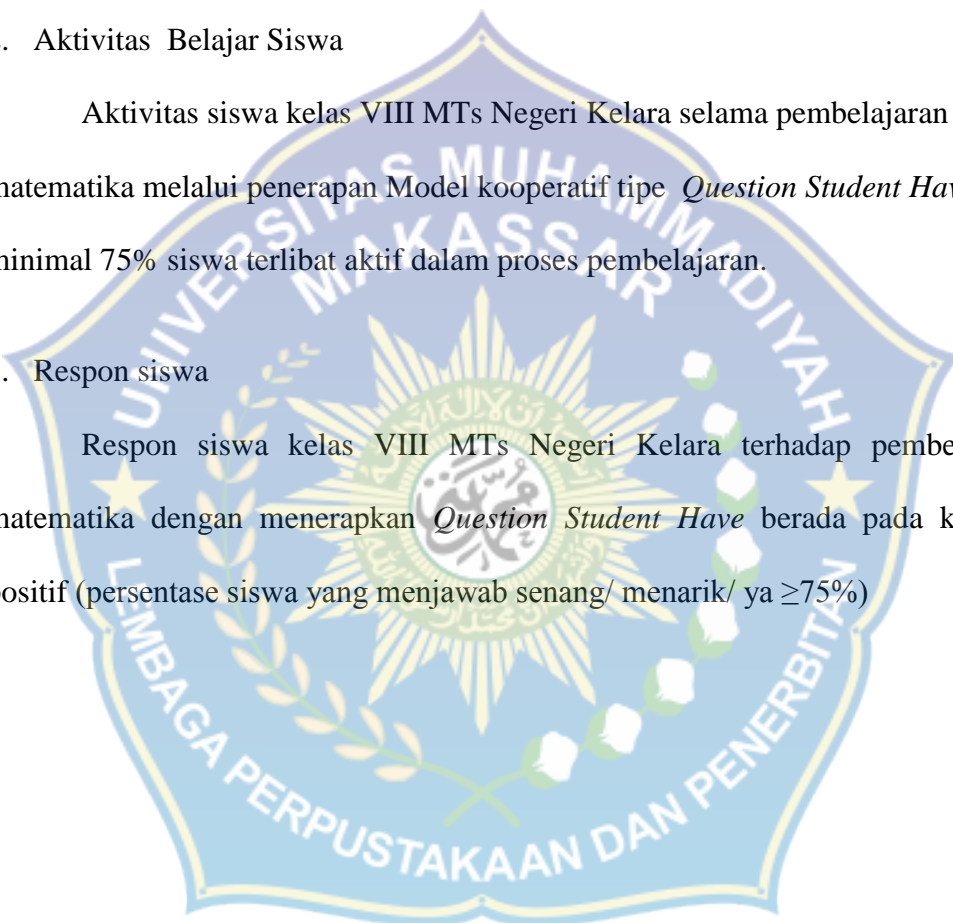 . Aktivitas Belajar Siswa
Aktivitas siswa kelas VIII MTs Negeri Kelara selama pembelajaran
matematika melalui penerapan Model kooperatif tipe Question Student Hav
minimal 75% siswa terlibat aktif dalam proses pembelajaran.
. Respon siswa
Respon siswa kelas VIII MTs Negeri Kelara terhadap pembe
matematika dengan menerapkan Question Student Have berada pada k
positif (persentase siswa yang menjawab senang/ menarik/ ya ≥75%)
UNIVERSITAS MUHAMMADIYAH
MAKASSAR
LEMBAGA PERPUSTAKAAN DAN PENERBITAN